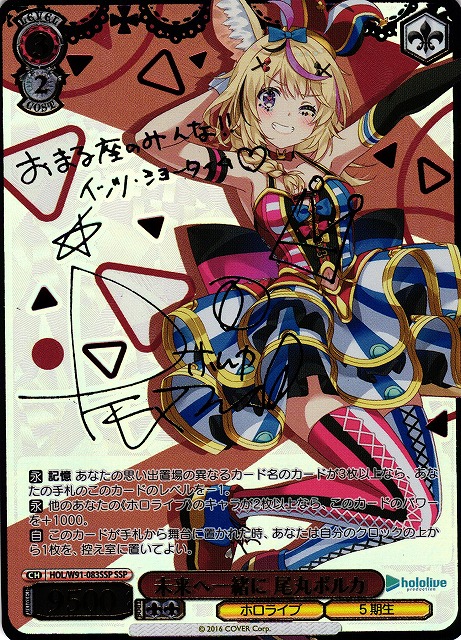 LEVEL
3
2
COST
おまる座のみんな!!
イッツ・ショータイム♡
永 記憶 あなたの思い出置場の異なるカード名のカードが3枚以上なら、あな
たの手札のこのカードのレベルを-1。
永 他のあなたの《ホロライブ》のキャラが2枚以上なら、このカードのパワー
を+1000。
自 このカードが手札から舞台に置かれた時、あなたは自分のクロックの上か
ら1枚を、控え室に置いてよい。
CH HOL/W91-083SSP SSP
9500
未来へ一緒に 尾丸ポルカ
hololive
production
ホロライブ
5期生
© 2016 COVER Corp.